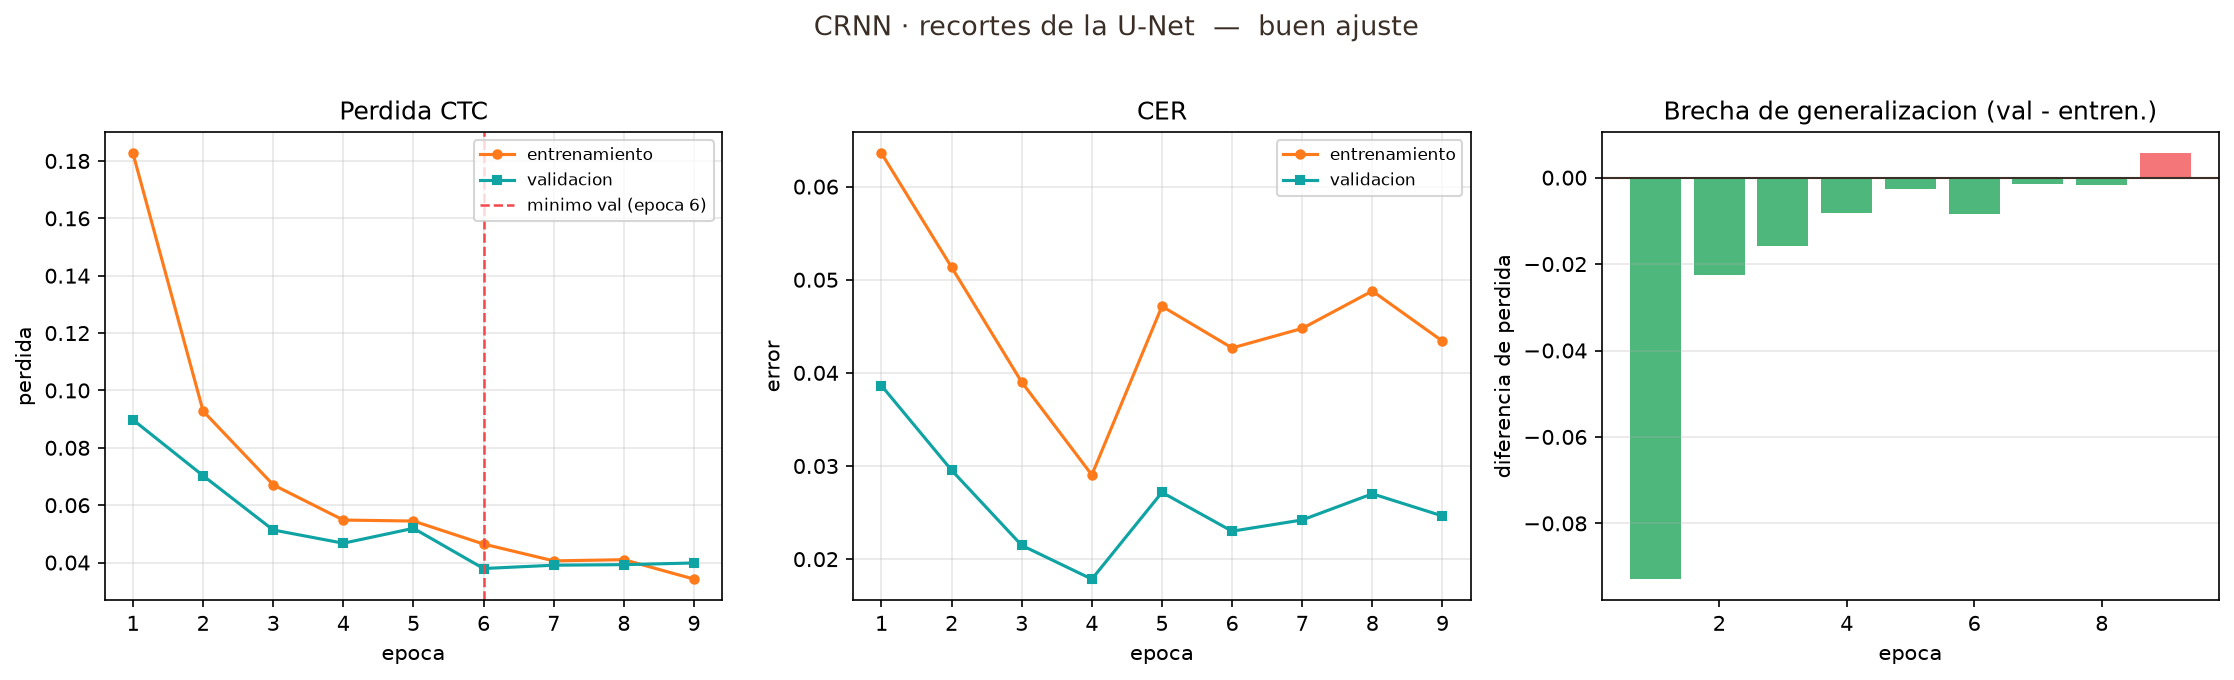 CRNN · recortes de la U-Net — buen ajuste
Perdida CTC
perdida
0.18
0.16
0.14
0.12
0.10
0.08
0.06
0.04
entrenamiento
validacion
minimo val (epoca 6)
1 2 3 4 5 6 7 8 9
epoca
CER
error
0.06
0.05
0.04
0.03
0.02
entrenamiento
validacion
1 2 3 4 5 6 7 8 9
epoca
Brecha de generalizacion (val - entren.)
diferencia de perdida
0.00
−0.02
−0.04
−0.06
−0.08
2 4 6 8
epoca